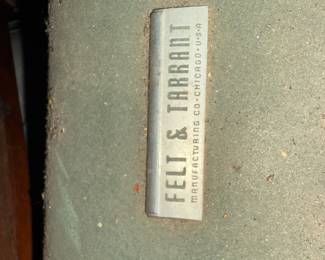 FELT & TARRANT
MANUFACTURING CO • CHICAGO • U•S•A